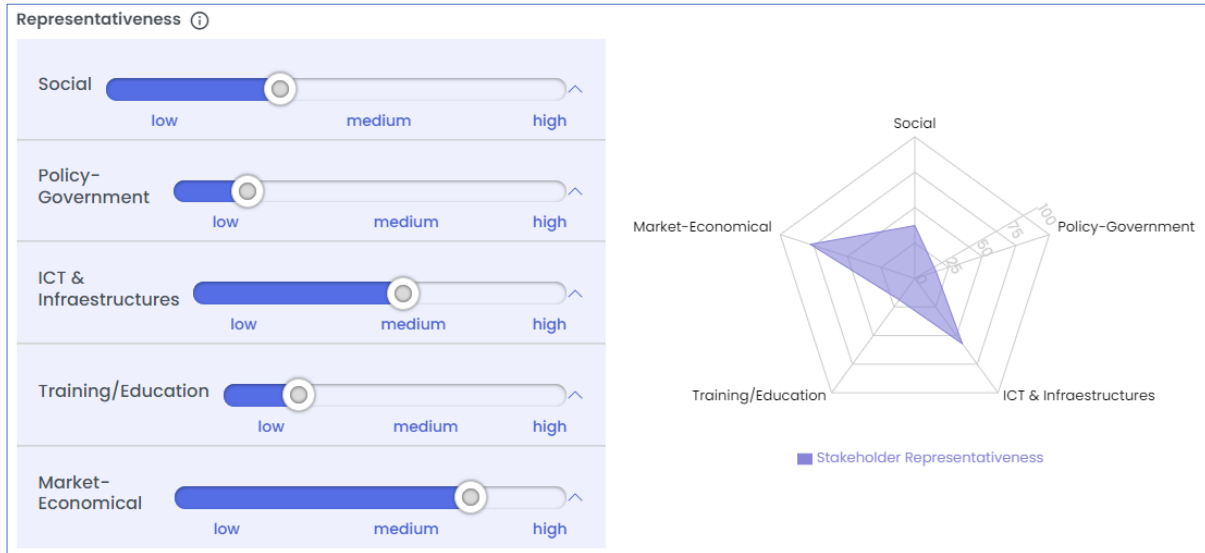 Representativeness
Social
low medium high
Policy-
Government
low medium high
ICT &
Infraestructures
low medium high
Training/Education
low medium high
Market-
Economical
low medium high
Social
Market-Economical
Policy-Government
Training/Education
ICT & Infraestructures
0
25
50
75
100
Stakeholder Representativeness